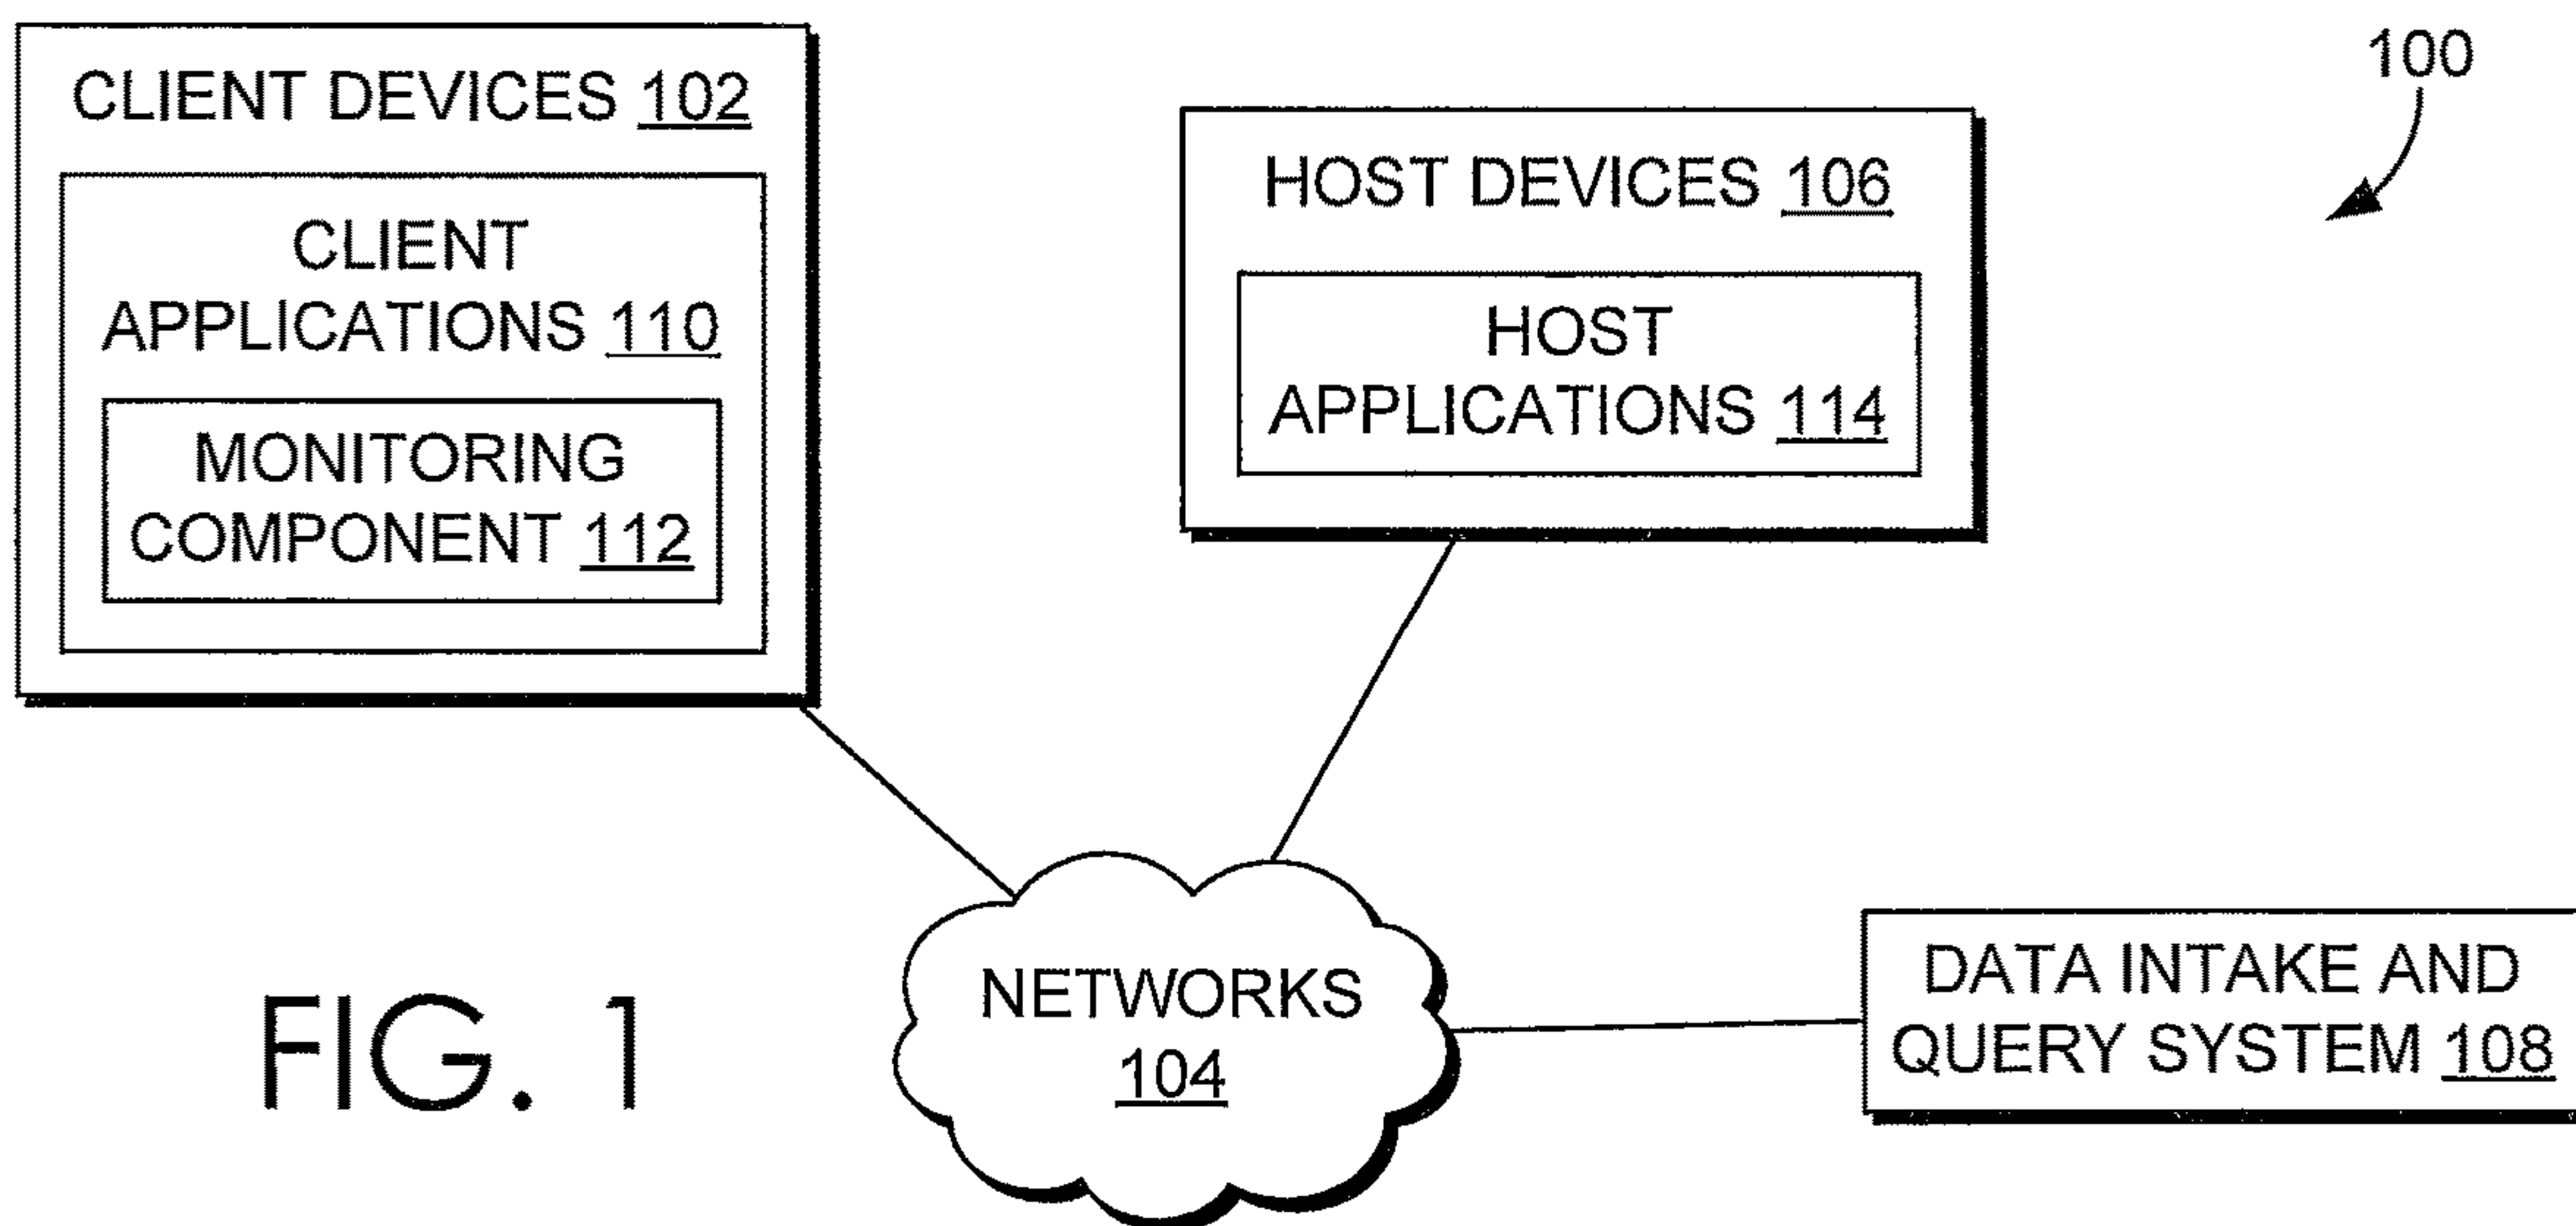 CLIENT DEVICES 102
CLIENT
APPLICATIONS 110
MONITORING
COMPONENT 112
HOST DEVICES 106
HOST
APPLICATIONS 114
100
NETWORKS
104
DATA INTAKE AND
QUERY SYSTEM 108
FIG. 1